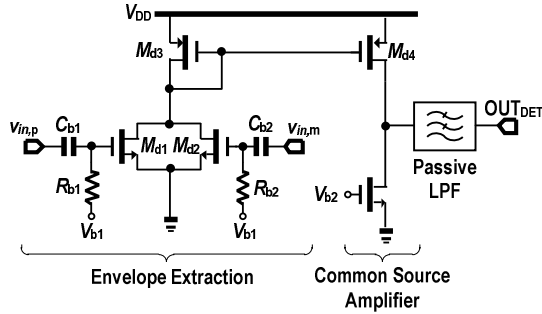 VDD
Md3
Md4
vin,p
Cb1
Md1
Md2
Cb2
vin,m
OUTDET
Passive
LPF
Rb1
Rb2
Vb2
Vb1
Vb1
Envelope Extraction
Common Source
Amplifier